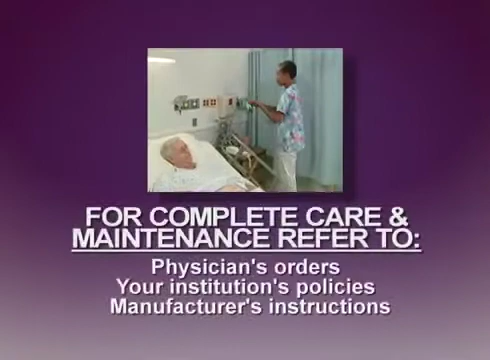 FOR COMPLETE CARE &
MAINTENANCE REFER TO:
Physician's orders
Your institution's policies
Manufacturer's instructions